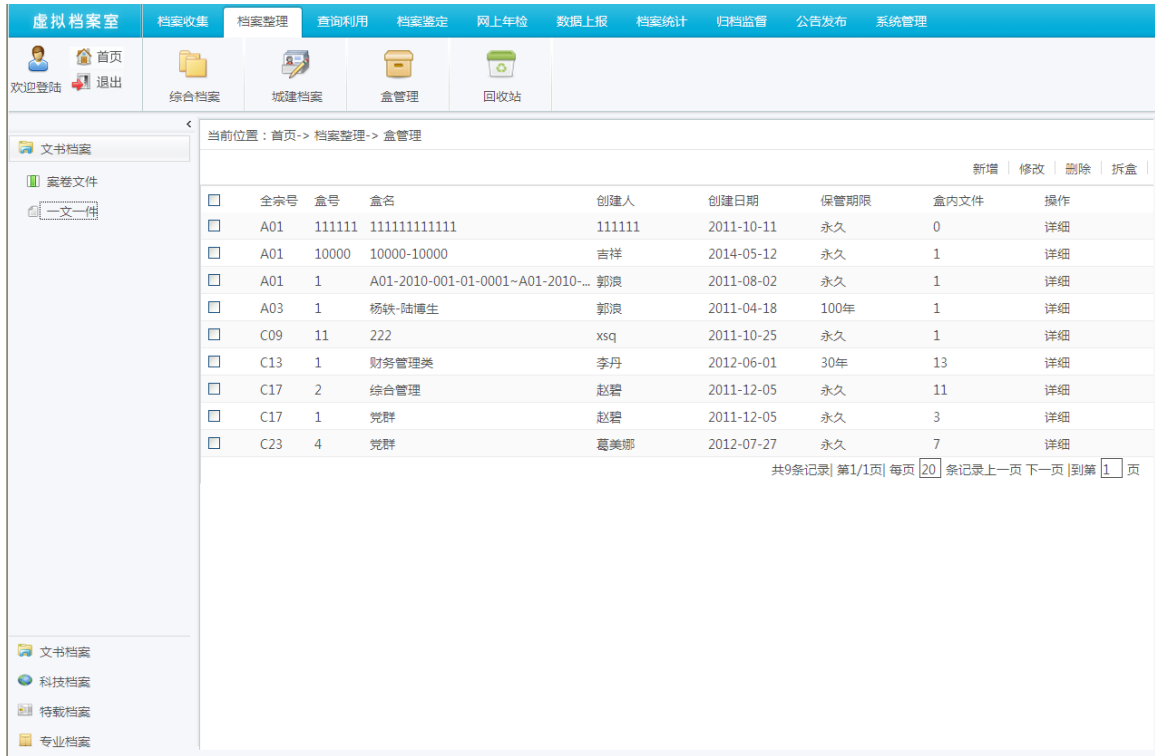 虚拟档案室 档案收集 档案整理 查询利用 档案鉴定 网上年检 数据上报 档案统计 归档监督 公告发布 系统管理
欢迎登陆 首页 退出
综合档案 城建档案 盒管理 回收站
文书档案
案卷文件
一文一件
当前位置：首页-> 档案整理-> 盒管理
新增 修改 删除 拆盒
全宗号 盒号 盒名 创建人 创建日期 保管期限 盒内文件 操作
A01 111111 111111111111 111111 2011-10-11 永久 0 详细
A01 10000 10000-10000 吉祥 2014-05-12 永久 1 详细
A01 1 A01-2010-001-01-0001~A01-2010-... 郭浪 2011-08-02 永久 1 详细
A03 1 杨轶-陆博生 郭浪 2011-04-18 100年 1 详细
C09 11 222 xsq 2011-10-25 永久 1 详细
C13 1 财务管理类 李丹 2012-06-01 30年 13 详细
C17 2 综合管理 赵碧 2011-12-05 永久 11 详细
C17 1 党群 赵碧 2011-12-05 永久 3 详细
C23 4 党群 葛美娜 2012-07-27 永久 7 详细
共9条记录| 第1/1页| 每页 20 条记录上一页 下一页 |到第 1 页
文书档案
科技档案
特载档案
专业档案